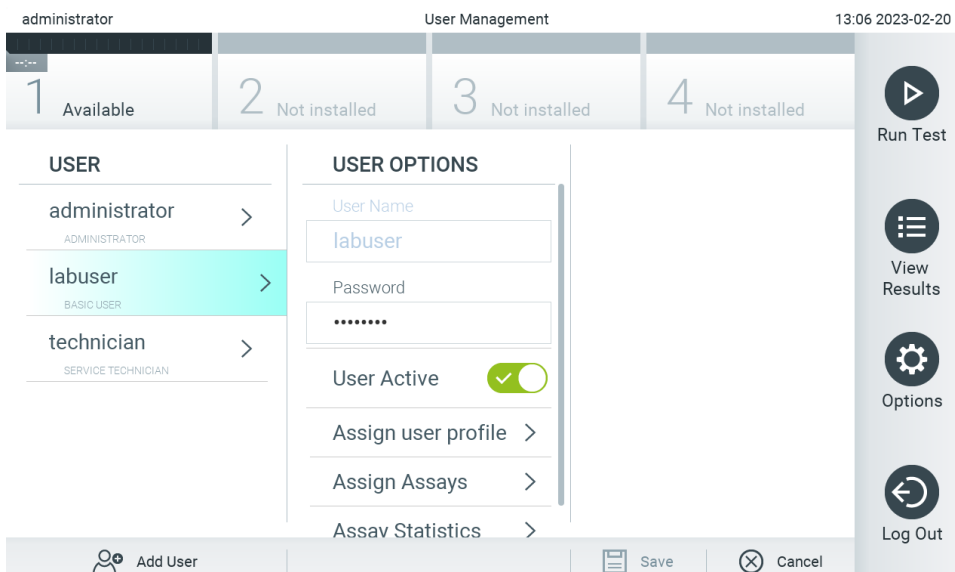 administrator
User Management
13:06 2023-02-20
--:--
1 Available
2 Not installed
3 Not installed
4 Not installed
Run Test
View
Results
Options
Log Out
USER
administrator
ADMINISTRATOR
labuser
BASIC USER
technician
SERVICE TECHNICIAN
USER OPTIONS
User Name
labuser
Password
••••••••
User Active
Assign user profile
Assign Assays
Assay Statistics
Add User
Save
Cancel